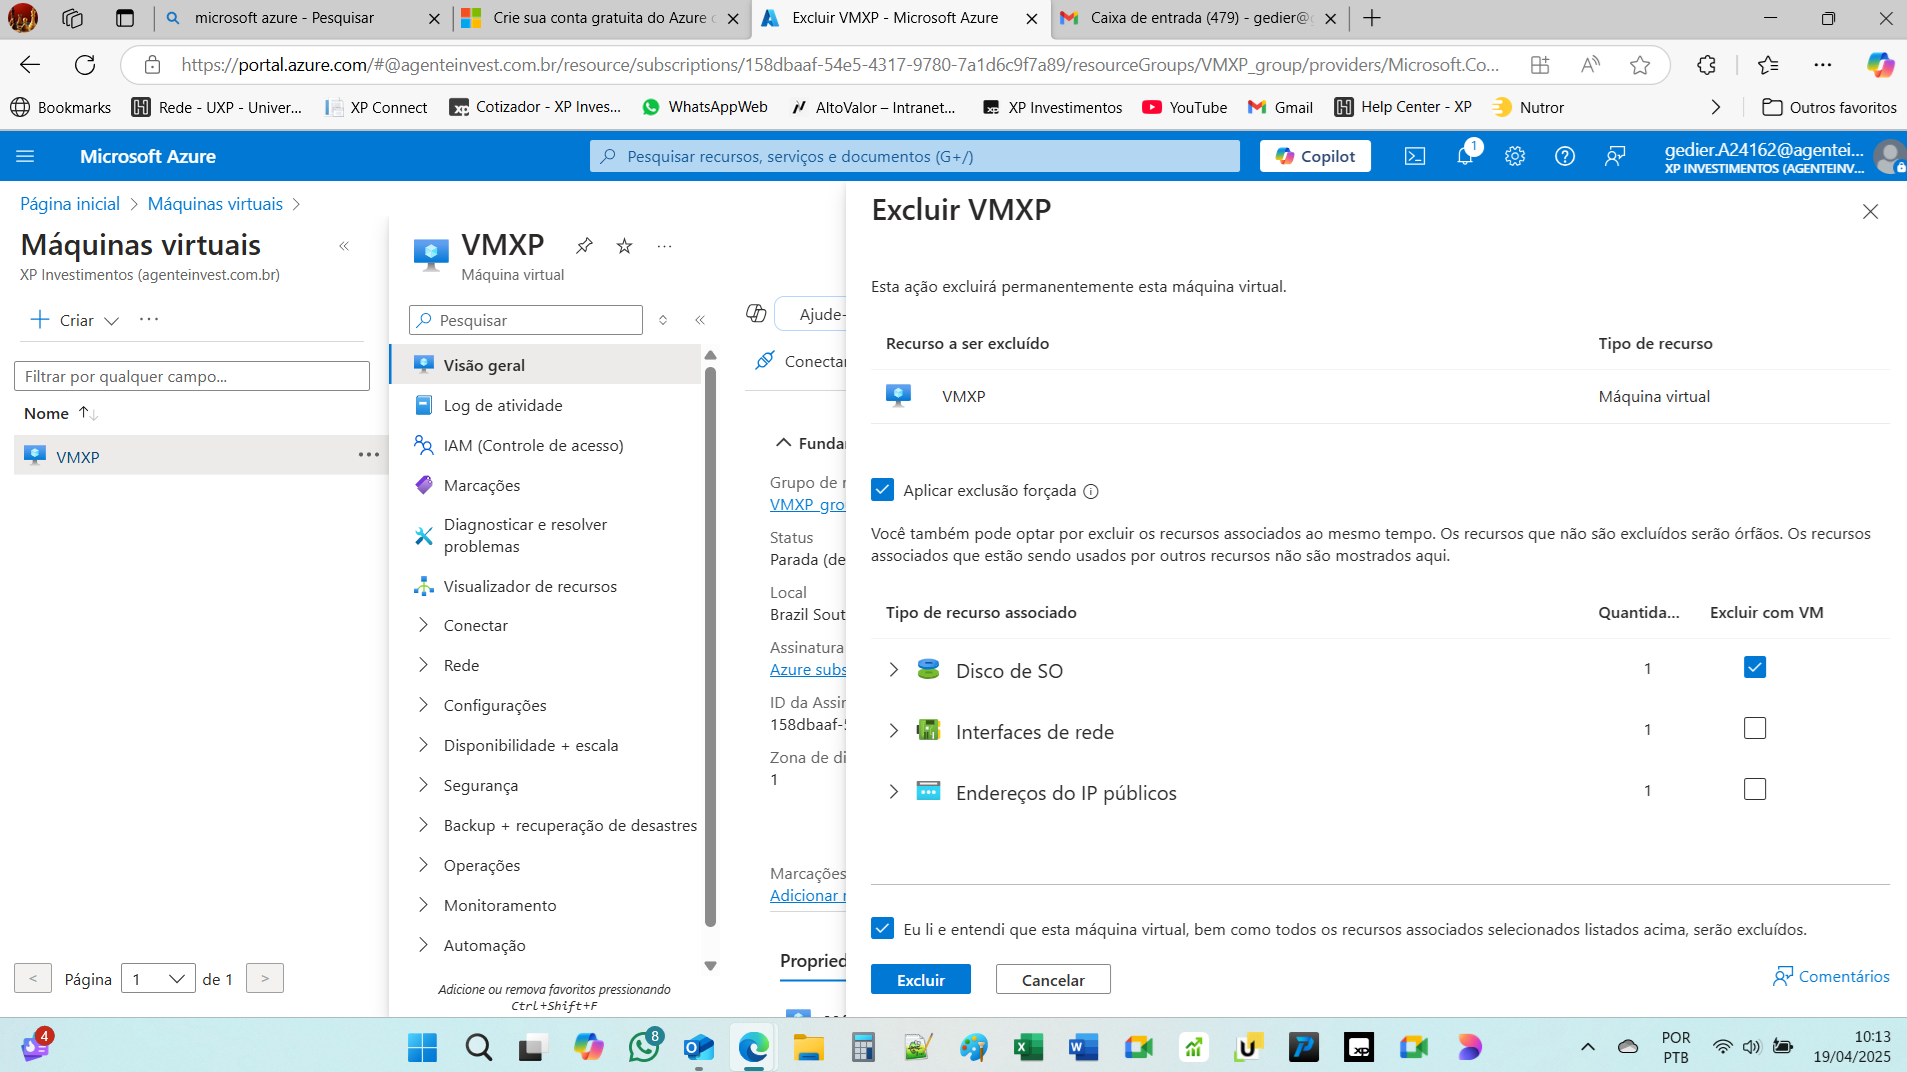 microsoft azure - Pesquisar
Crie sua conta gratuita do Azure
Excluir VMXP - Microsoft Azure
Caixa de entrada (479) - gedier@
https://portal.azure.com/#@agenteinvest.com.br/resource/subscriptions/158dbaaf-54e5-4317-9780-7a1d6c9f7a89/resourceGroups/VMXP_group/providers/Microsoft.Co...
Bookmarks
Rede - UXP - Univer...
XP Connect
Cotizador - XP Inves...
WhatsAppWeb
AltoValor – Intranet...
XP Investimentos
YouTube
Gmail
Help Center - XP
Nutror
Outros favoritos
Microsoft Azure
Pesquisar recursos, serviços e documentos (G+/)
Copilot
1
gedier.A24162@agentei...
XP INVESTIMENTOS (AGENTEINV...
Página inicial
Máquinas virtuais
Máquinas virtuais
XP Investimentos (agenteinvest.com.br)
Criar
Filtrar por qualquer campo...
Nome
VMXP
Página
1
de 1
VMXP
Máquina virtual
Pesquisar
Visão geral
Log de atividade
IAM (Controle de acesso)
Marcações
Diagnosticar e resolver
problemas
Visualizador de recursos
Conectar
Rede
Configurações
Disponibilidade + escala
Segurança
Backup + recuperação de desastres
Operações
Monitoramento
Automação
Adicione ou remova favoritos pressionando
Ctrl+Shift+F
Ajude-
Conectar
Fundar
Grupo de r
VMXP_gro
Status
Parada (de
Local
Brazil Sout
Assinatura
Azure subs
ID da Assir
158dbaaf-5
Zona de di
1
Marcações
Adicionar
Propried
Excluir VMXP
Esta ação excluirá permanentemente esta máquina virtual.
Recurso a ser excluído
Tipo de recurso
VMXP
Máquina virtual
Aplicar exclusão forçada
Você também pode optar por excluir os recursos associados ao mesmo tempo. Os recursos que não são excluídos serão órfãos. Os recursos
associados que estão sendo usados por outros recursos não são mostrados aqui.
Tipo de recurso associado
Quantida...
Excluir com VM
Disco de SO
1
Interfaces de rede
1
Endereços do IP públicos
1
Eu li e entendi que esta máquina virtual, bem como todos os recursos associados selecionados listados acima, serão excluídos.
Excluir
Cancelar
Comentários
4
8
POR
PTB
10:13
19/04/2025